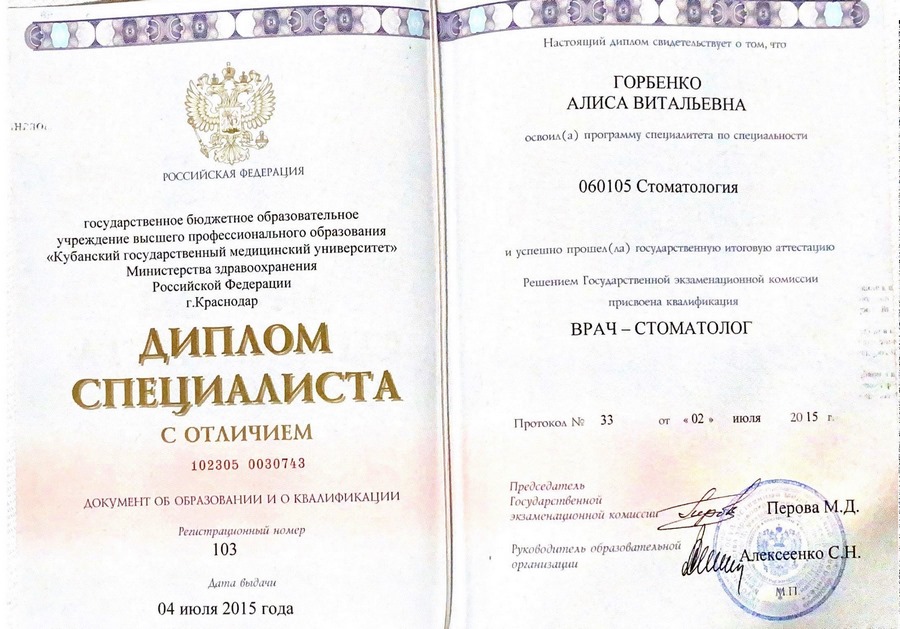 РОССИЙСКАЯ ФЕДЕРАЦИЯ
государственное бюджетное образовательное
учреждение высшего профессионального образования
«Кубанский государственный медицинский университет»
Министерства здравоохранения
Российской Федерации
г.Краснодар
ДИПЛОМ
СПЕЦИАЛИСТА
С ОТЛИЧИЕМ
102305 0030743
ДОКУМЕНТ ОБ ОБРАЗОВАНИИ И О КВАЛИФИКАЦИИ
Регистрационный номер
103
Дата выдачи
04 июля 2015 года
Настоящий диплом свидетельствует о том, что
ГОРБЕНКО
АЛИСА ВИТАЛЬЕВНА
освоил(а) программу специалитета по специальности
060105 Стоматология
и успешно прошел(ла) государственную итоговую аттестацию
Решением Государственной экзаменационной комиссии
присвоена квалификация
ВРАЧ – СТОМАТОЛОГ
Протокол № 33 от « 02 » июля 20 15 г.
Председатель
Государственной
экзаменационной комиссии Перова М.Д.
Руководитель образовательной
организации Алексеенко С.Н.
М.П.